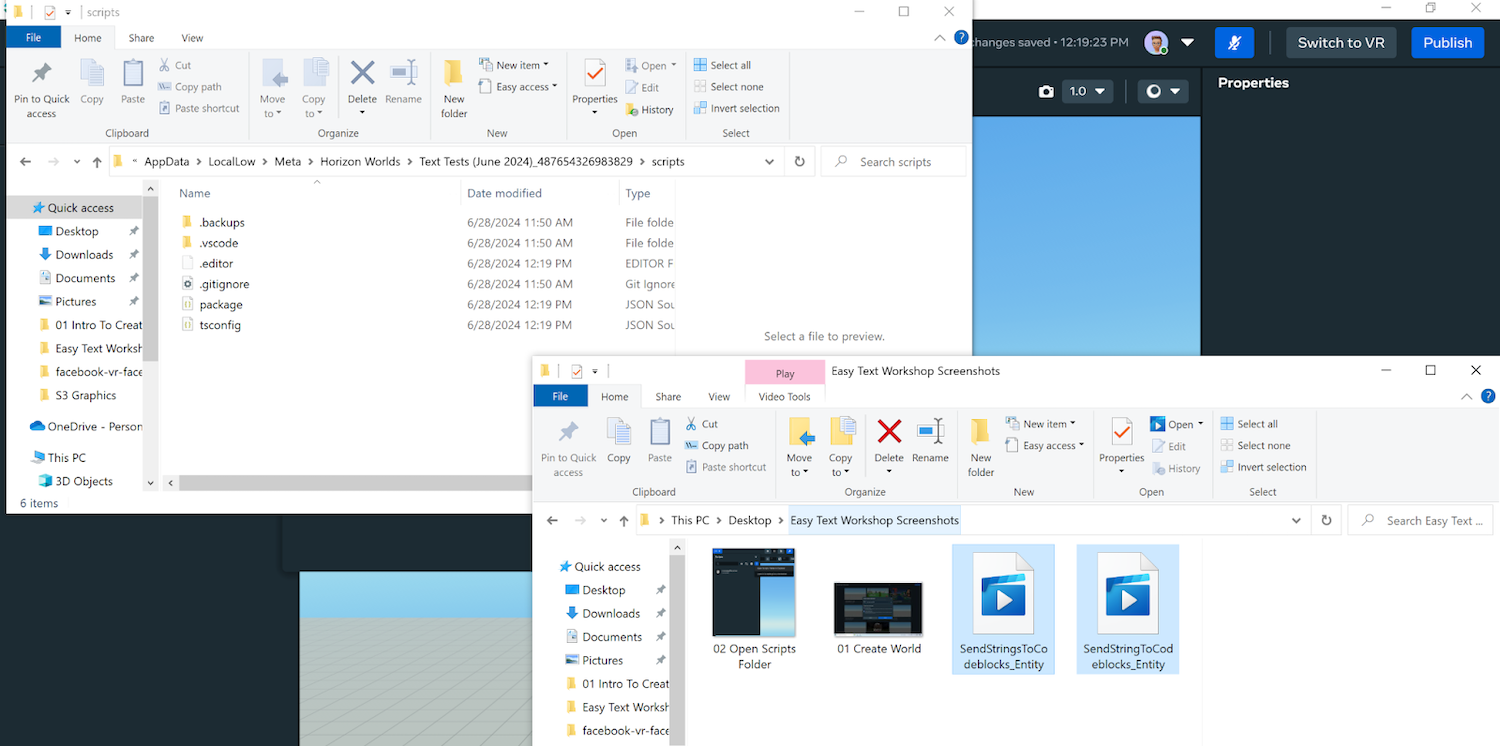 scripts
File Home Share View
Pin to Quick access
Copy
Paste
Cut
Copy path
Paste shortcut
Clipboard
Move to
Copy to
Delete
Rename
Organize
New folder
New item
Easy access
New
Properties
Open
Edit
History
Open
Select all
Select none
Invert selection
Select
« AppData > LocalLow > Meta > Horizon Worlds > Text Tests (June 2024)_487654326983829 > scripts
Search scripts
Quick access
Desktop
Downloads
Documents
Pictures
01 Intro To Creat
Easy Text Worksh
facebook-vr-face
S3 Graphics
OneDrive - Person
This PC
3D Objects
6 items
Name Date modified Type
.backups 6/28/2024 11:50 AM File folde
.vscode 6/28/2024 11:50 AM File folde
.editor 6/28/2024 12:19 PM EDITOR F
.gitignore 6/28/2024 11:50 AM Git Ignore
package 6/28/2024 12:19 PM JSON Sou
tsconfig 6/28/2024 12:19 PM JSON Sou
Select a file to preview.
hanges saved • 12:19:23 PM
Switch to VR
Publish
1.0
Properties
Play
Easy Text Workshop Screenshots
File Home Share View Video Tools
Pin to Quick access
Copy
Paste
Cut
Copy path
Paste shortcut
Clipboard
Move to
Copy to
Delete
Rename
Organize
New folder
New item
Easy access
New
Properties
Open
Edit
History
Open
Select all
Select none
Invert selection
Select
This PC > Desktop > Easy Text Workshop Screenshots
Search Easy Text ...
Quick access
Desktop
Downloads
Documents
Pictures
01 Intro To Creat
Easy Text Worksh
facebook-vr-face
02 Open Scripts
Folder
01 Create World
SendStringsToCo
deblocks_Entity
SendStringToCod
eblocks_Entity